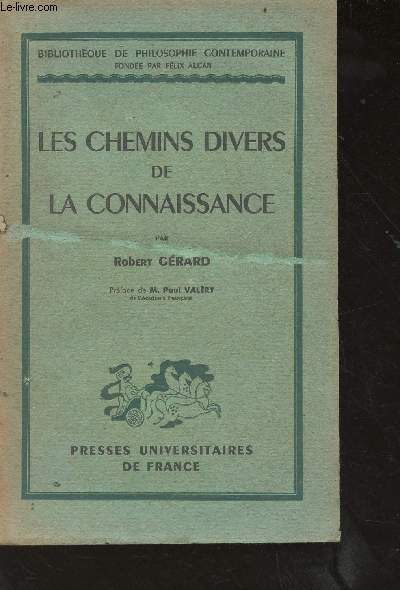 Le-livre.com
BIBLIOTHÈQUE DE PHILOSOPHIE CONTEMPORAINE
FONDÉE PAR FÉLIX ALCAN
LES CHEMINS DIVERS
DE
LA CONNAISSANCE
PAR
ROBERT GÉRARD
Préface de M. Paul VALÉRY
de l'Académie Française
PRESSES UNIVERSITAIRES
DE FRANCE